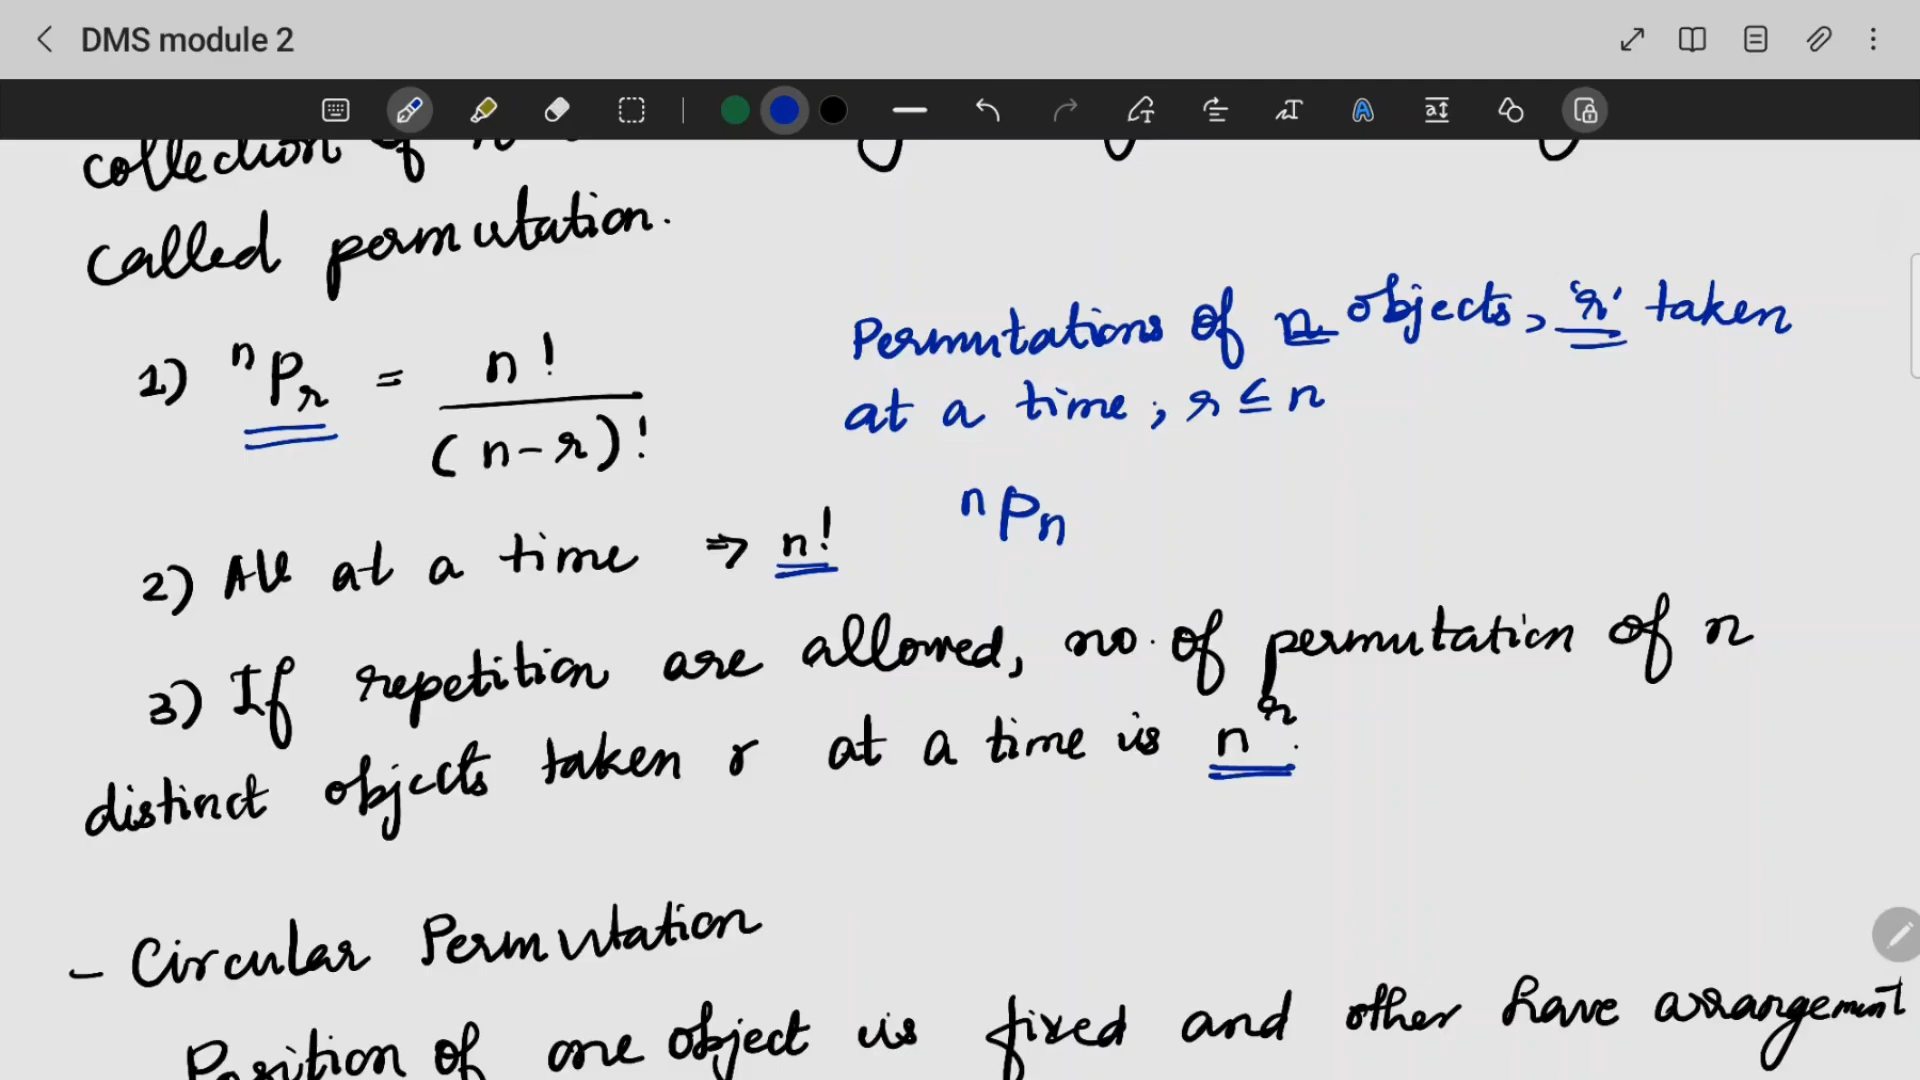 DMS module 2
collection of
called permutation.
Permutations of n objects, 'r' taken
at a time ; r ≤ n
1) nPr = n! / (n-r)!
nPn
2) All at a time ⇒ n!
3) If repetition are allowed, no. of permutation of n
distinct objects taken r at a time is n^r.
- Circular Permutation
Position of one object is fixed and other have arrangement